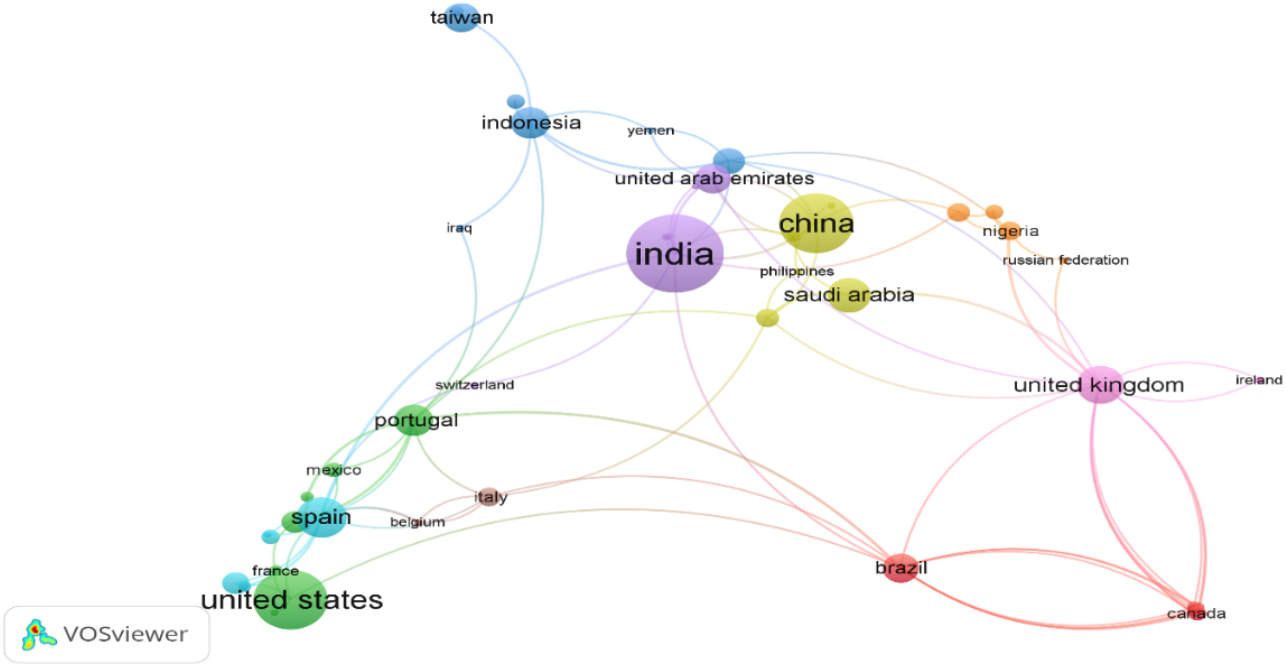 taiwan
indonesia
yemen
united arab emirates
china
iraq
india
nigeria
russian federation
philippines
saudi arabia
switzerland
united kingdom
ireland
portugal
mexico
italy
spain
belgium
france
brazil
united states
canada
VOSviewer